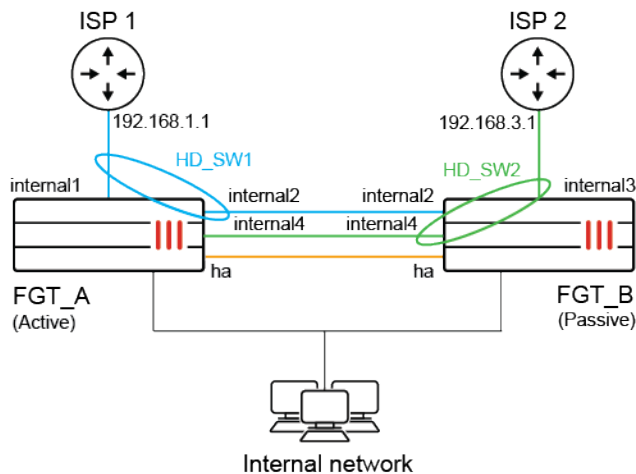 ISP 1
ISP 2
192.168.1.1
192.168.3.1
HD_SW1
HD_SW2
internal1
internal2
internal2
internal3
internal4
internal4
ha
ha
FGT_A
(Active)
FGT_B
(Passive)
Internal network